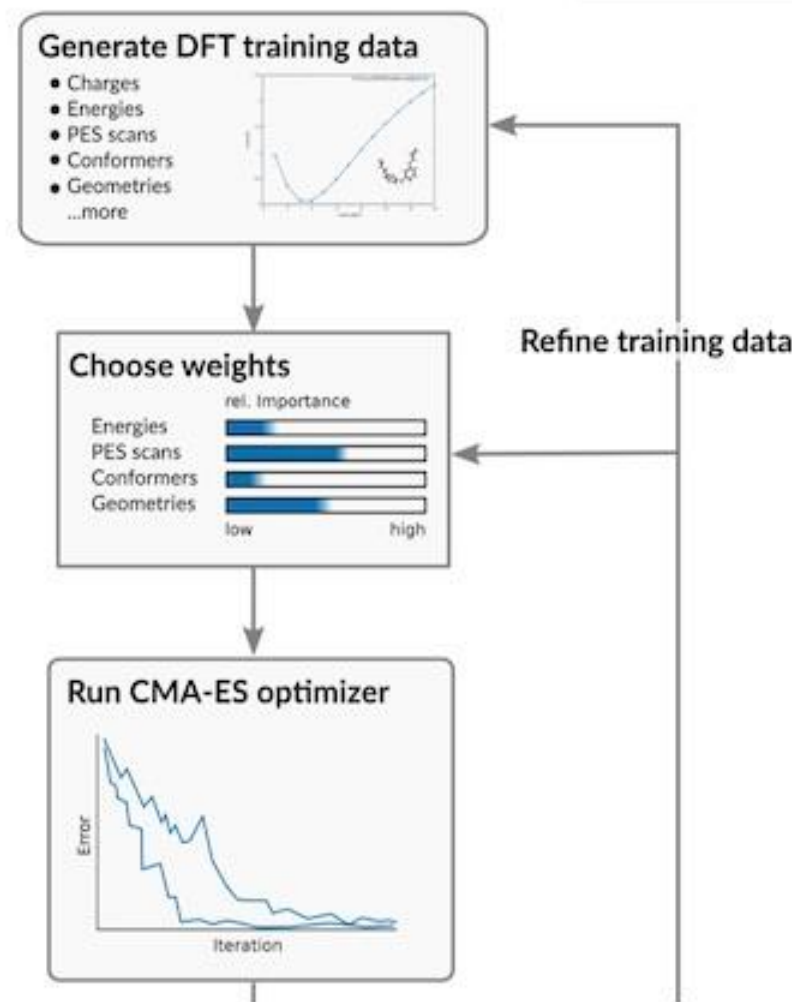 Generate DFT training data
● Charges
● Energies
● PES scans
● Conformers
● Geometries
...more
Refine training data
Choose weights
rel. Importance
Energies
PES scans
Conformers
Geometries
low high
Run CMA-ES optimizer
Error
Iteration